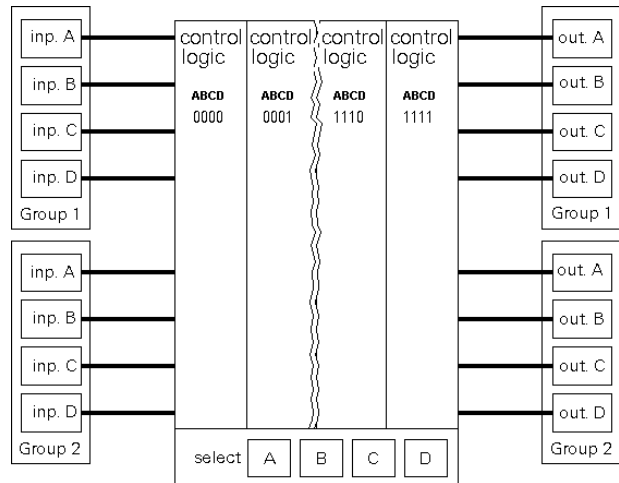 inp. A
inp. B
inp. C
inp. D
Group 1
inp. A
inp. B
inp. C
inp. D
Group 2
control logic
ABCD
0000
control logic
ABCD
0001
control logic
ABCD
1110
control logic
ABCD
1111
select A B C D
out. A
out. B
out. C
out. D
Group 1
out. A
out. B
out. C
out. D
Group 2